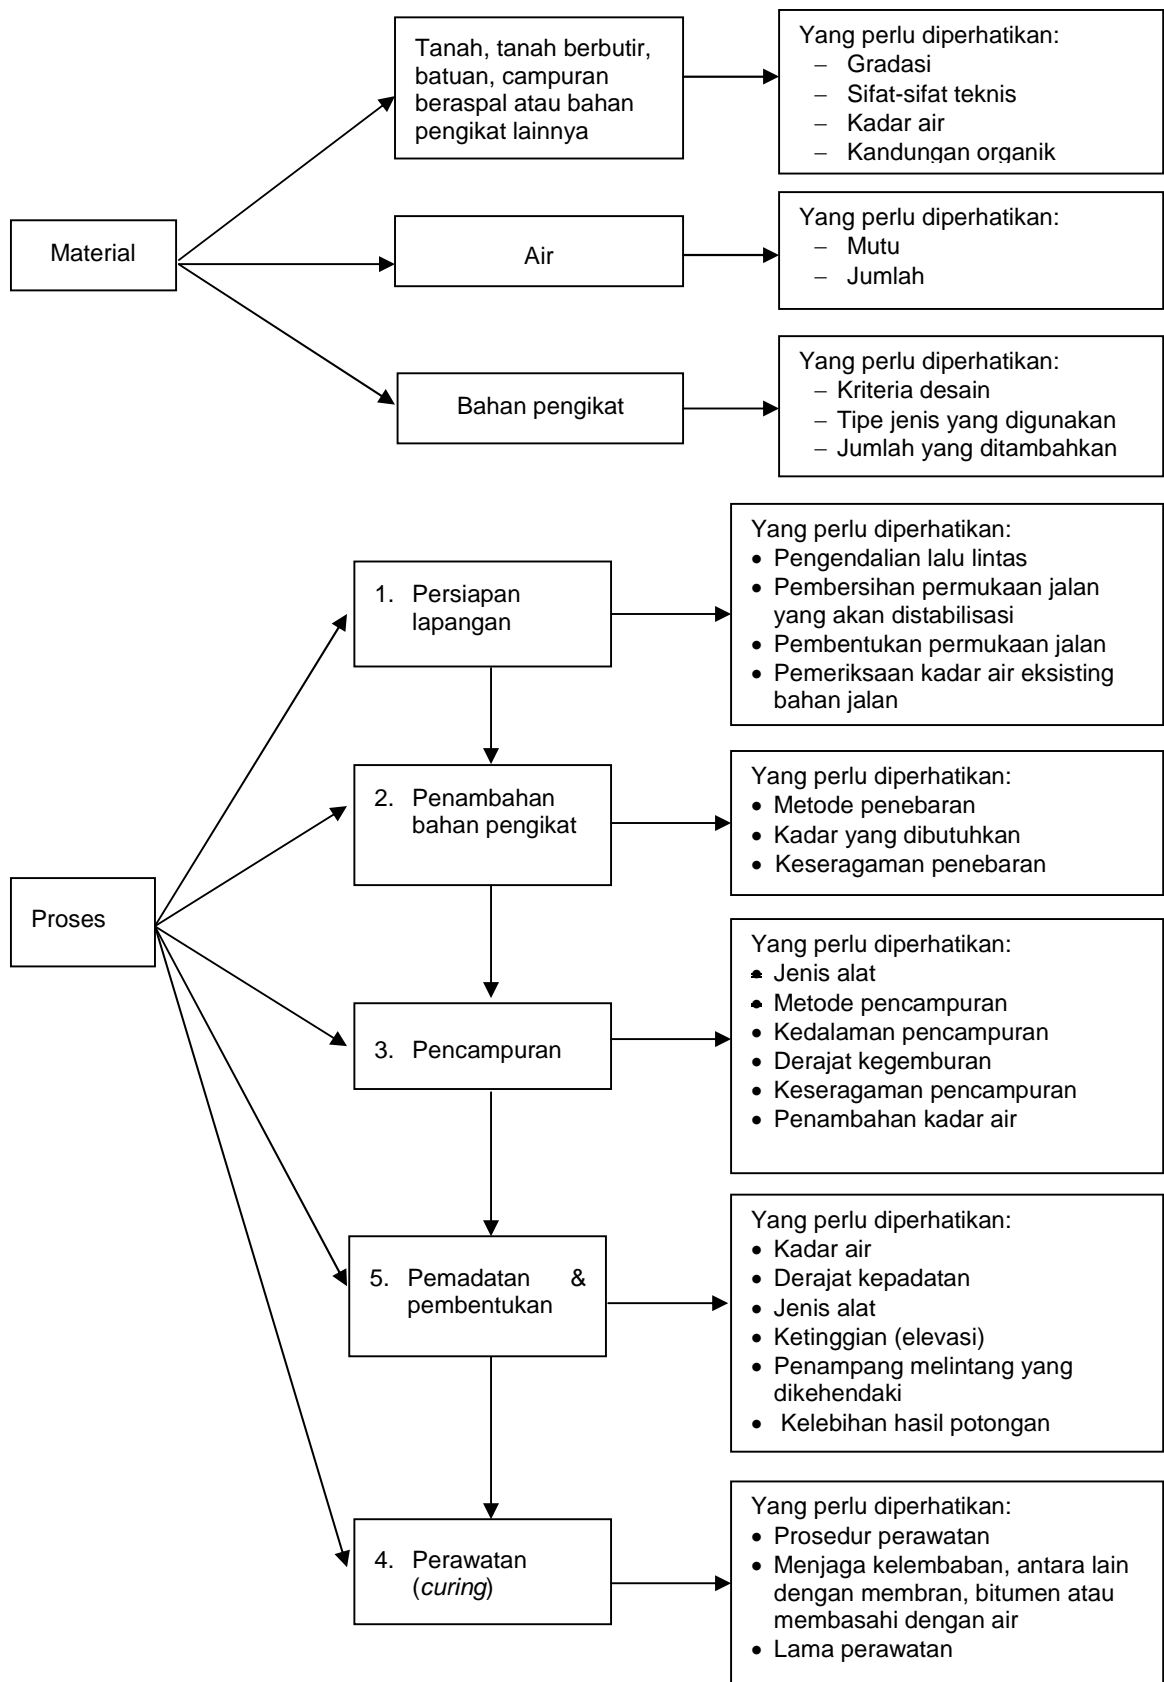 Tanah, tanah berbutir,
batuan, campuran
beraspal atau bahan
pengikat lainnya
Yang perlu diperhatikan:
– Gradasi
– Sifat-sifat teknis
– Kadar air
– Kandungan organik
Material
Air
Yang perlu diperhatikan:
– Mutu
– Jumlah
Bahan pengikat
Yang perlu diperhatikan:
– Kriteria desain
– Tipe jenis yang digunakan
– Jumlah yang ditambahkan
Proses
1. Persiapan
lapangan
Yang perlu diperhatikan:
• Pengendalian lalu lintas
• Pembersihan permukaan jalan
yang akan distabilisasi
• Pembentukan permukaan jalan
• Pemeriksaan kadar air eksisting
bahan jalan
2. Penambahan
bahan pengikat
Yang perlu diperhatikan:
• Metode penebaran
• Kadar yang dibutuhkan
• Keseragaman penebaran
3. Pencampuran
Yang perlu diperhatikan:
• Jenis alat
• Metode pencampuran
• Kedalaman pencampuran
• Derajat kegemburan
• Keseragaman pencampuran
• Penambahan kadar air
5. Pemadatan &
pembentukan
Yang perlu diperhatikan:
• Kadar air
• Derajat kepadatan
• Jenis alat
• Ketinggian (elevasi)
• Penampang melintang yang
dikehendaki
• Kelebihan hasil potongan
4. Perawatan
(curing)
Yang perlu diperhatikan:
• Prosedur perawatan
• Menjaga kelembaban, antara lain
dengan membran, bitumen atau
membasahi dengan air
• Lama perawatan